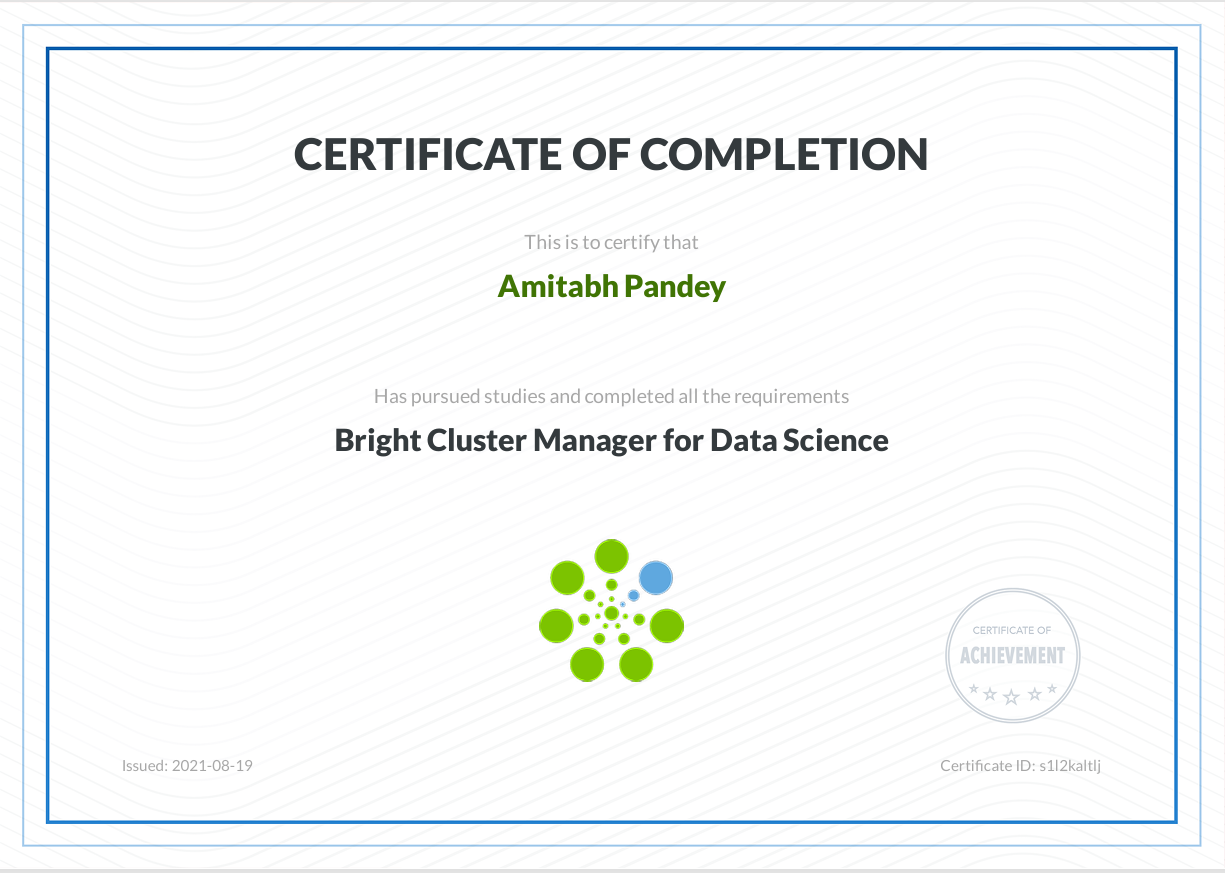 CERTIFICATE OF COMPLETION
This is to certify that
Amitabh Pandey
Has pursued studies and completed all the requirements
Bright Cluster Manager for Data Science
CERTIFICATE OF
ACHIEVEMENT
Issued: 2021-08-19
Certificate ID: s1l2kaltlj